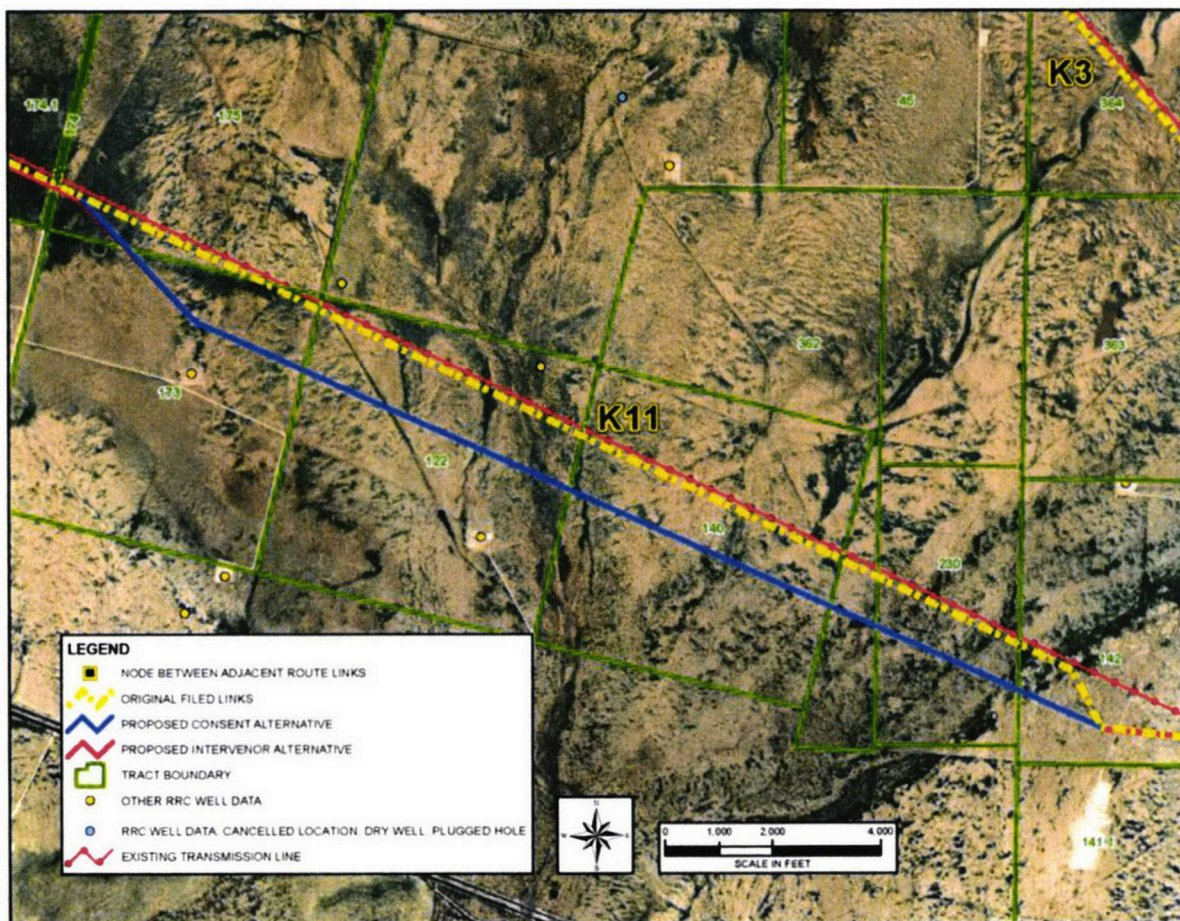 K3
364
174.1
174
175
45
362
363
K11
173
122
140
230
142
141.1
LEGEND
NODE BETWEEN ADJACENT ROUTE LINKS
ORIGINAL FILED LINKS
PROPOSED CONSENT ALTERNATIVE
PROPOSED INTERVENOR ALTERNATIVE
TRACT BOUNDARY
OTHER RRC WELL DATA
RRC WELL DATA: CANCELLED LOCATION, DRY WELL, PLUGGED HOLE
EXISTING TRANSMISSION LINE
N
W E
S
0 1,000 2,000 4,000
SCALE IN FEET